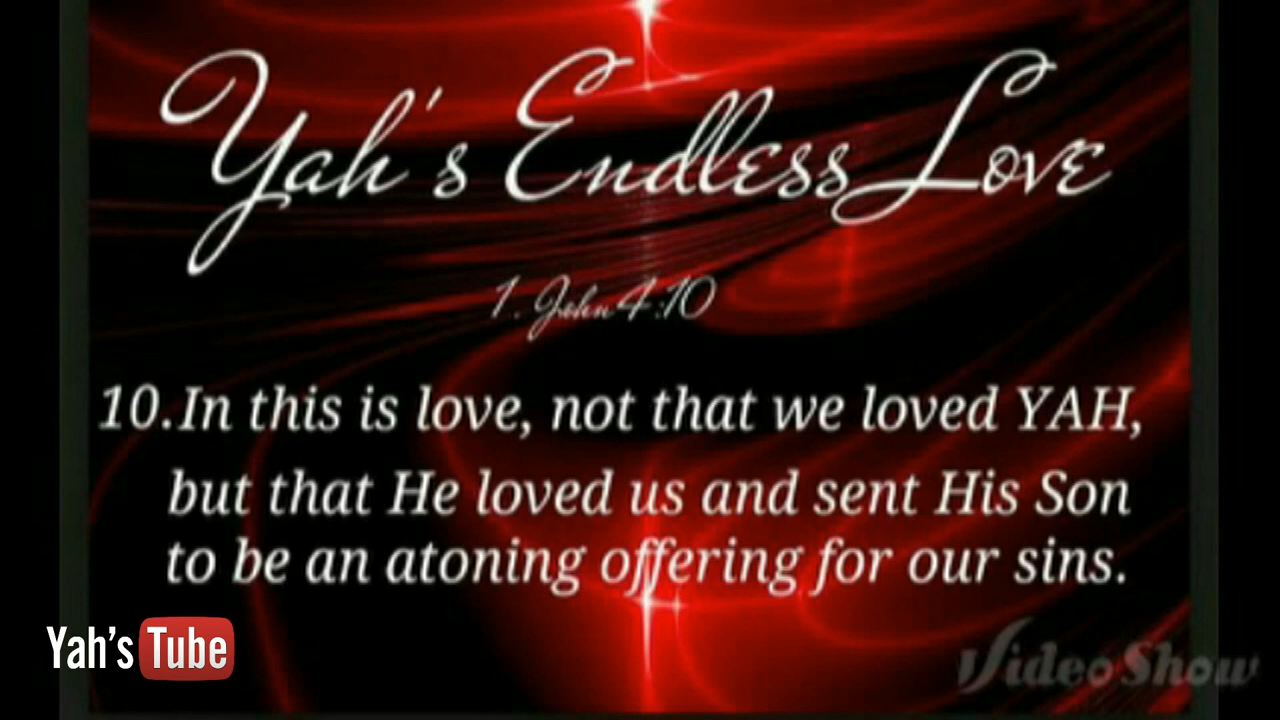 Yah's Endless Love
1. John 4:10
10.In this is love, not that we loved YAH,
but that He loved us and sent His Son
to be an atoning offering for our sins.
Yah's Tube
VideoShow